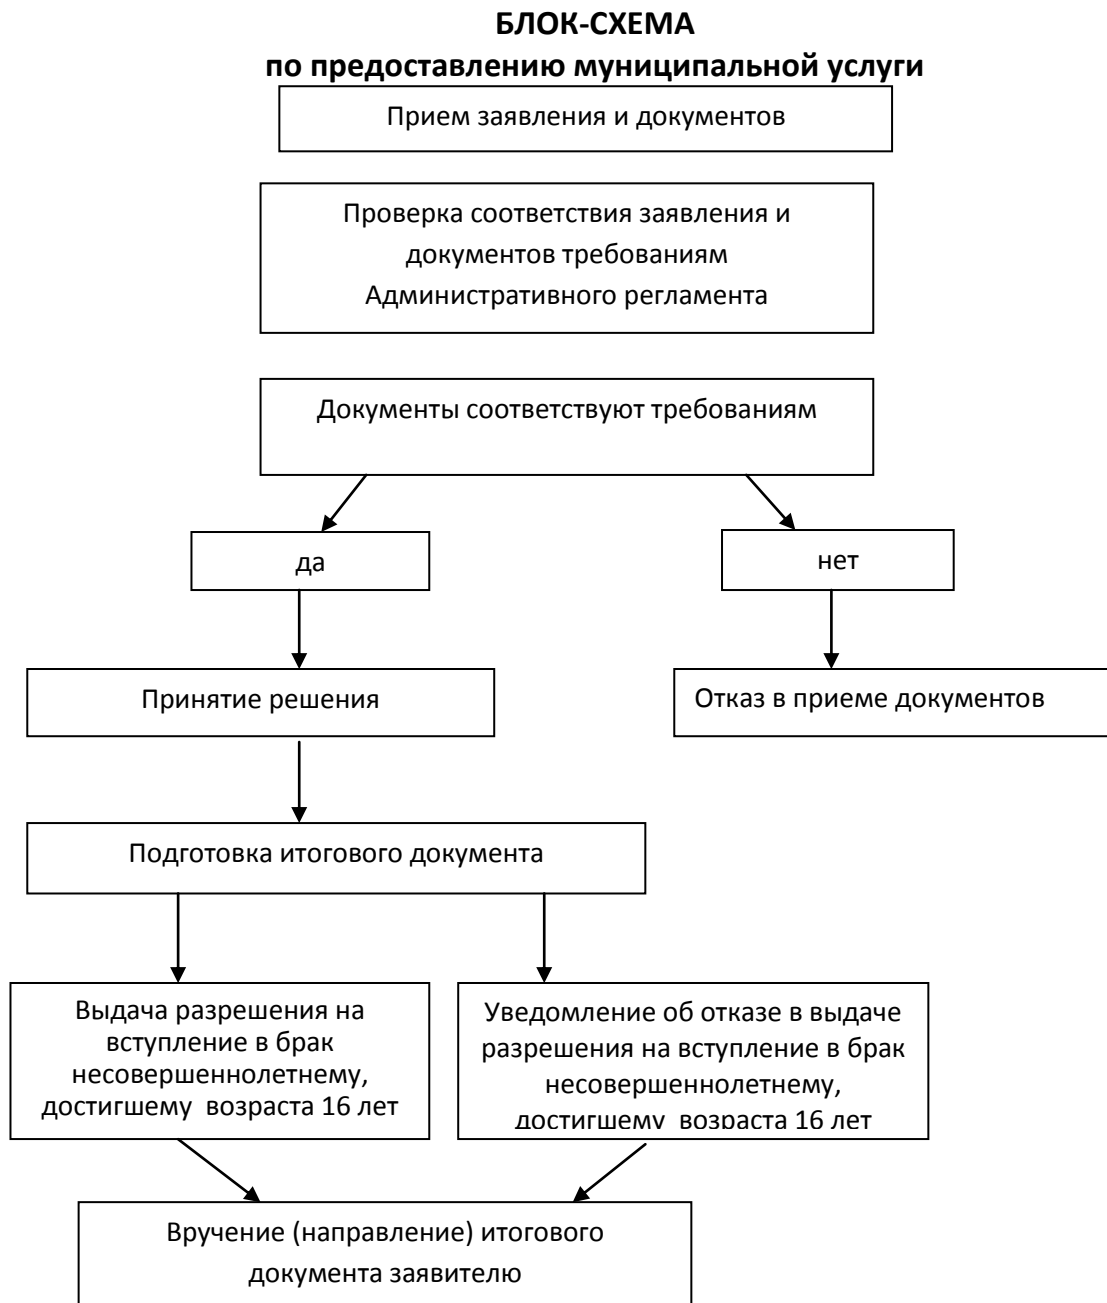 БЛОК-СХЕМА
по предоставлению муниципальной услуги
Прием заявления и документов
Проверка соответствия заявления и
документов требованиям
Административного регламента
Документы соответствуют требованиям
да
нет
Принятие решения
Отказ в приеме документов
Подготовка итогового документа
Выдача разрешения на
вступление в брак
несовершеннолетнему,
достигшему возраста 16 лет
Уведомление об отказе в выдаче
разрешения на вступление в брак
несовершеннолетнему,
достигшему возраста 16 лет
Вручение (направление) итогового
документа заявителю